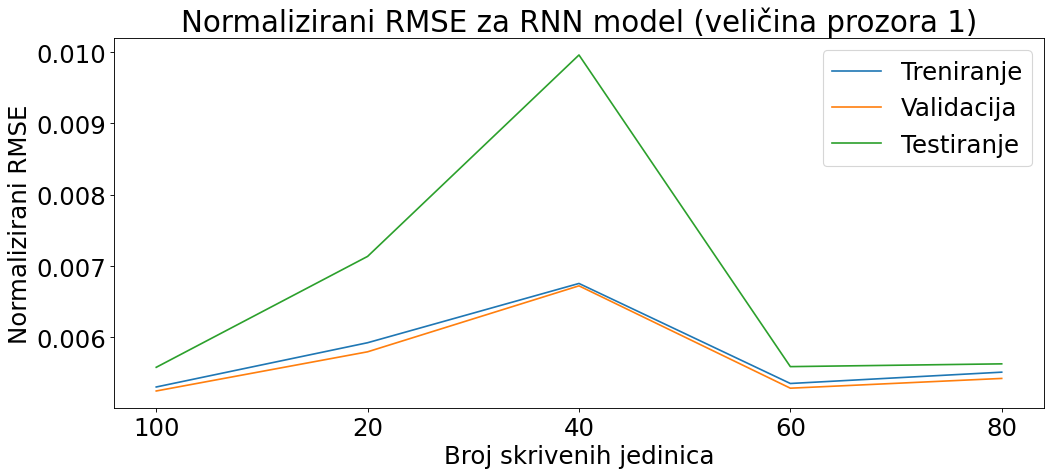 Normalizirani RMSE za RNN model (veličina prozora 1)
Normalizirani RMSE
0.010
0.009
0.008
0.007
0.006
Treniranje
Validacija
Testiranje
100 20 40 60 80
Broj skrivenih jedinica